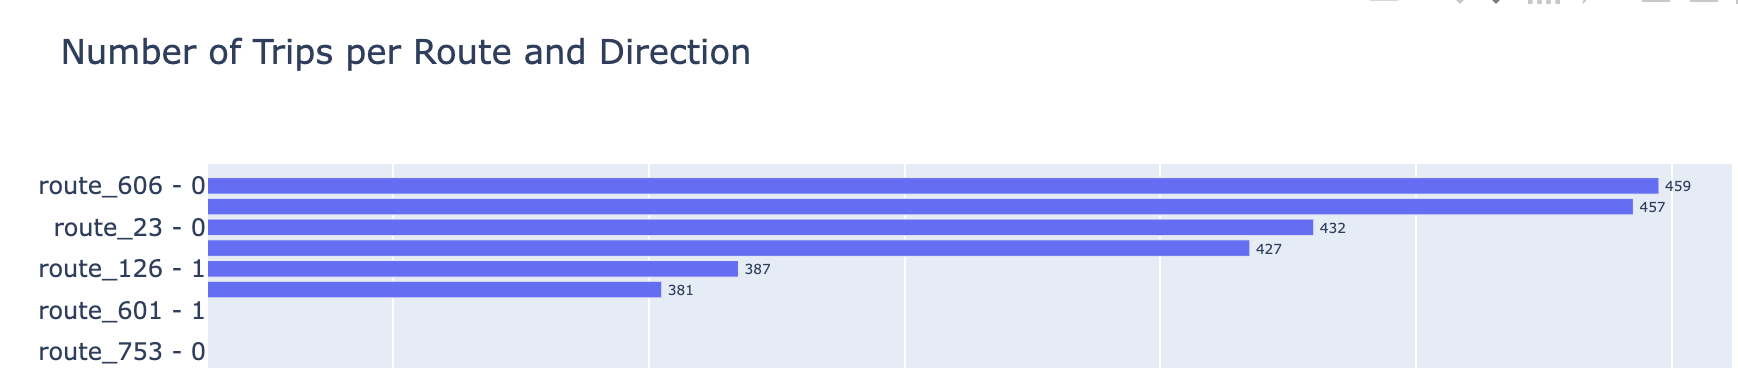 Number of Trips per Route and Direction
route_606 - 0 459
457
route_23 - 0 432
427
route_126 - 1 387
381
route_601 - 1
route_753 - 0